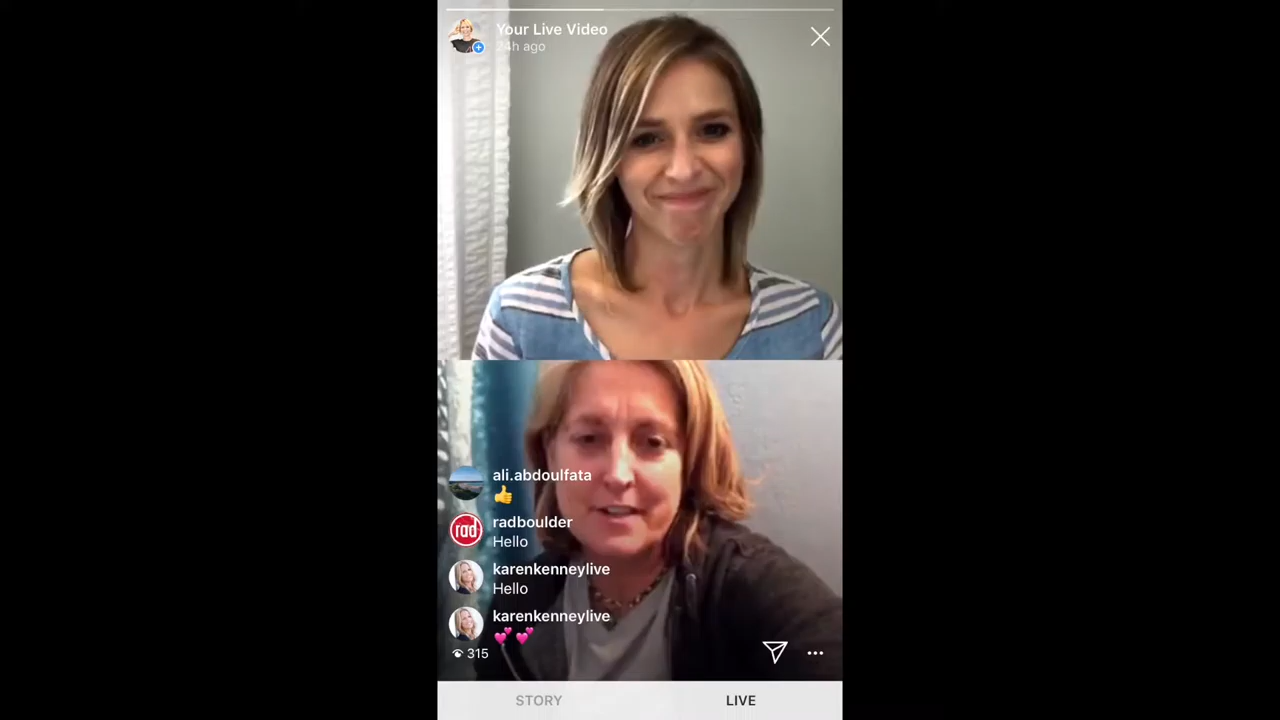 Your Live Video
24h ago
ali.abdoulfata
👍
radboulder
rad
Hello
karenkenneylive
Hello
karenkenneylive
💕 💕
315
STORY
LIVE